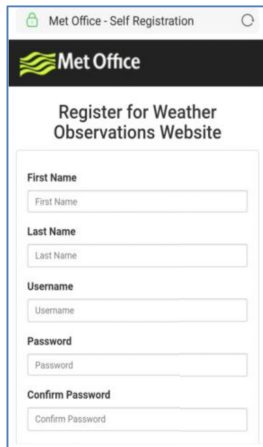 Met Office - Self Registration
Met Office
Register for Weather
Observations Website
First Name
First Name
Last Name
Last Name
Username
Username
Password
Password
Confirm Password
Confirm Password